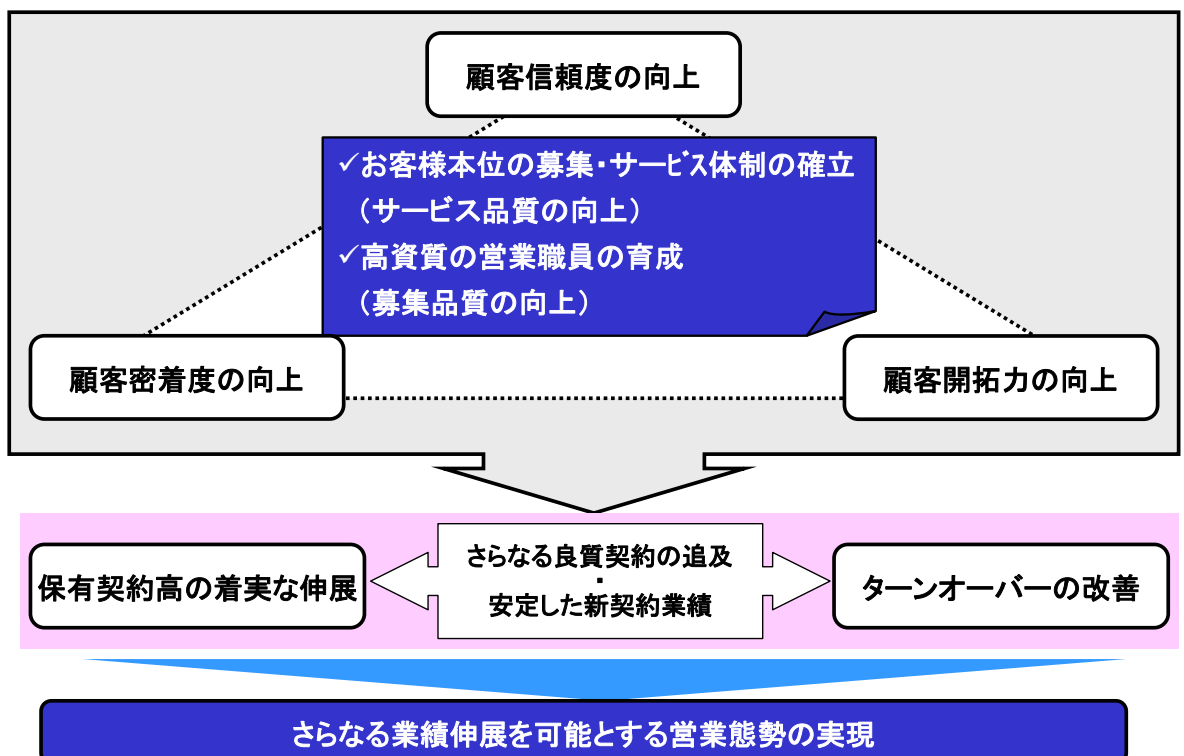 顧客信頼度の向上
✓お客様本位の募集・サービス体制の確立
（サービス品質の向上）
✓高資質の営業職員の育成
（募集品質の向上）
顧客密着度の向上
顧客開拓力の向上
さらなる良質契約の追及
・
安定した新契約業績
保有契約高の着実な伸展
ターンオーバーの改善
さらなる業績伸展を可能とする営業態勢の実現